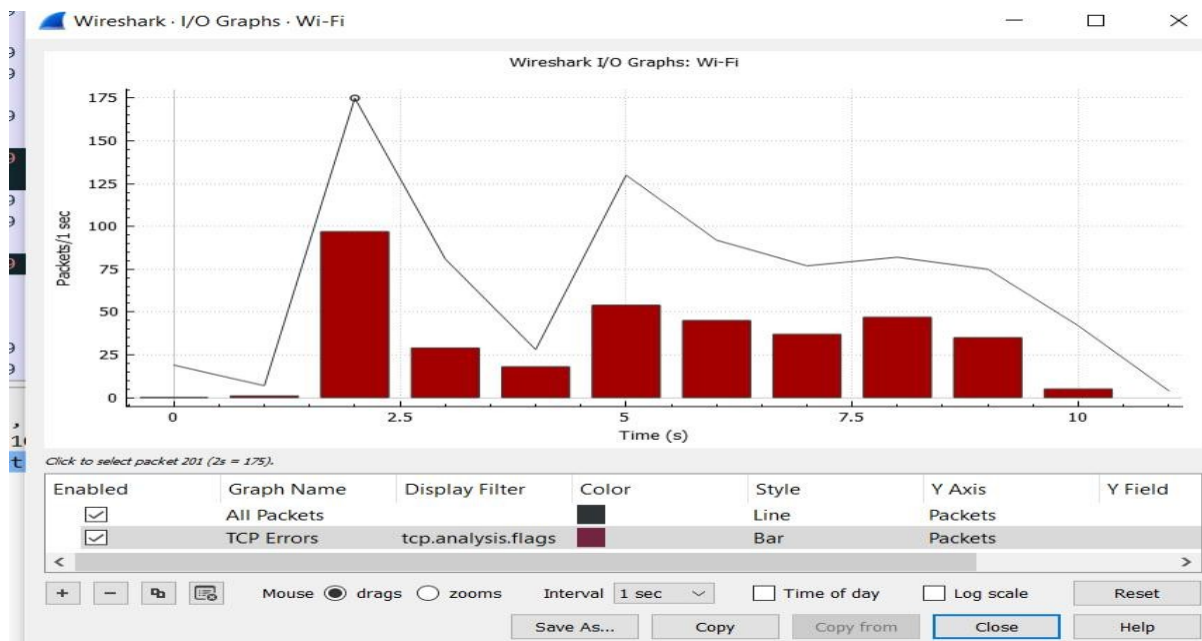 Wireshark · I/O Graphs · Wi-Fi
Wireshark I/O Graphs: Wi-Fi
Packets/1 sec
175
150
125
100
75
50
25
0
0 2.5 5 7.5 10
Time (s)
Click to select packet 201 (2s = 175).
Enabled Graph Name Display Filter Color Style Y Axis Y Field
All Packets Line Packets
TCP Errors tcp.analysis.flags Bar Packets
Mouse drags zooms Interval 1 sec Time of day Log scale Reset
Save As... Copy Copy from Close Help